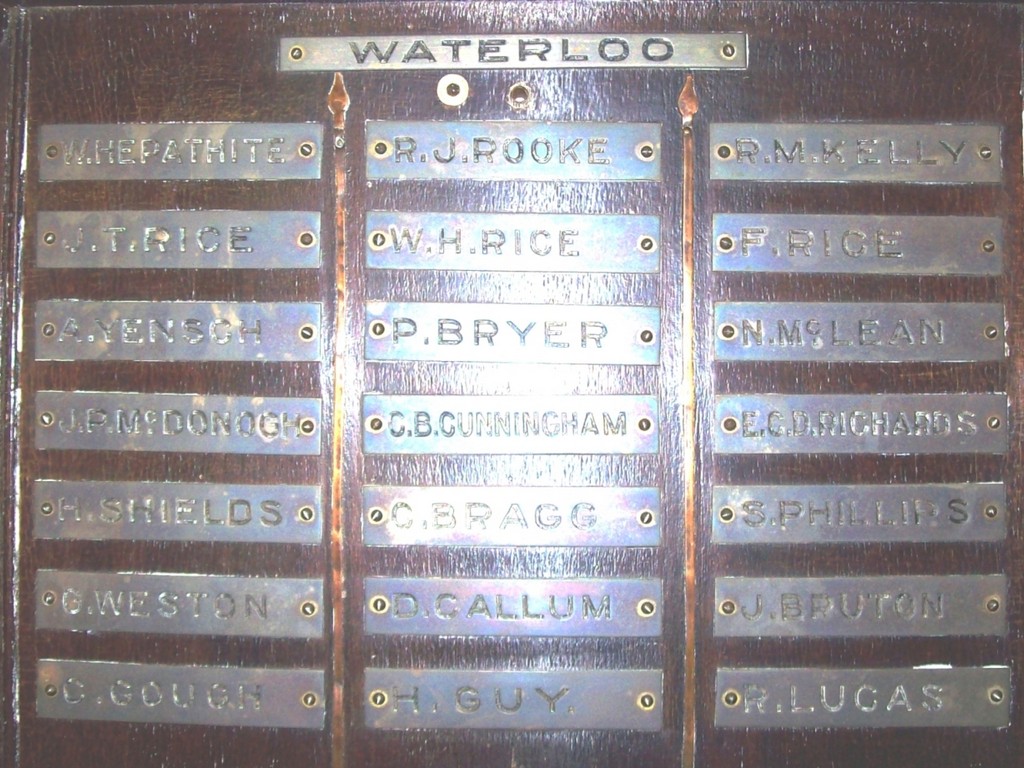 WATERLOO
W.HEPATHITE R.J.ROOKE R.M.KELLY
J.T.RICE W.H.RICE F.RICE
A.YENSCH P.BRYER N.McLEAN
J.P.McDONOGH C.B.CUNNINGHAM E.C.D.RICHARDS
H.SHIELDS C.BRAGG S.PHILLIPS
G.WESTON D.CALLUM J.BRUTON
C.GOUGH H.GUY. R.LUCAS